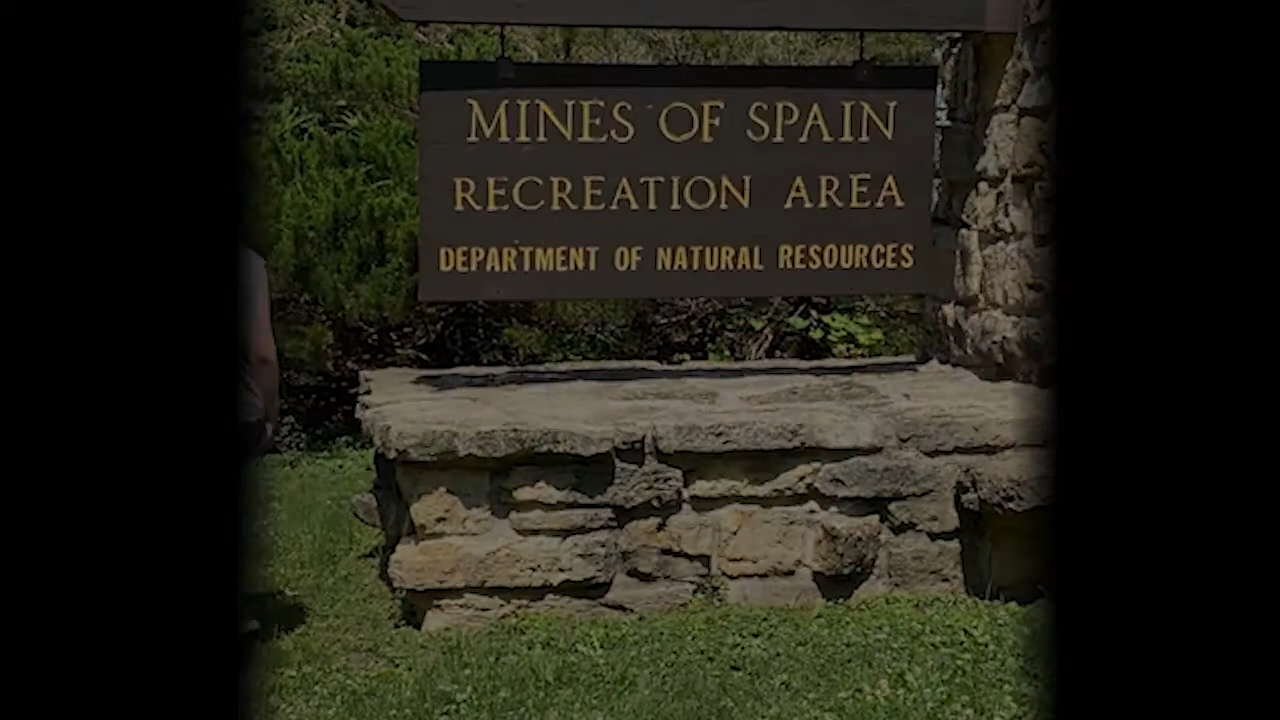 MINES OF SPAIN
RECREATION AREA
DEPARTMENT OF NATURAL RESOURCES